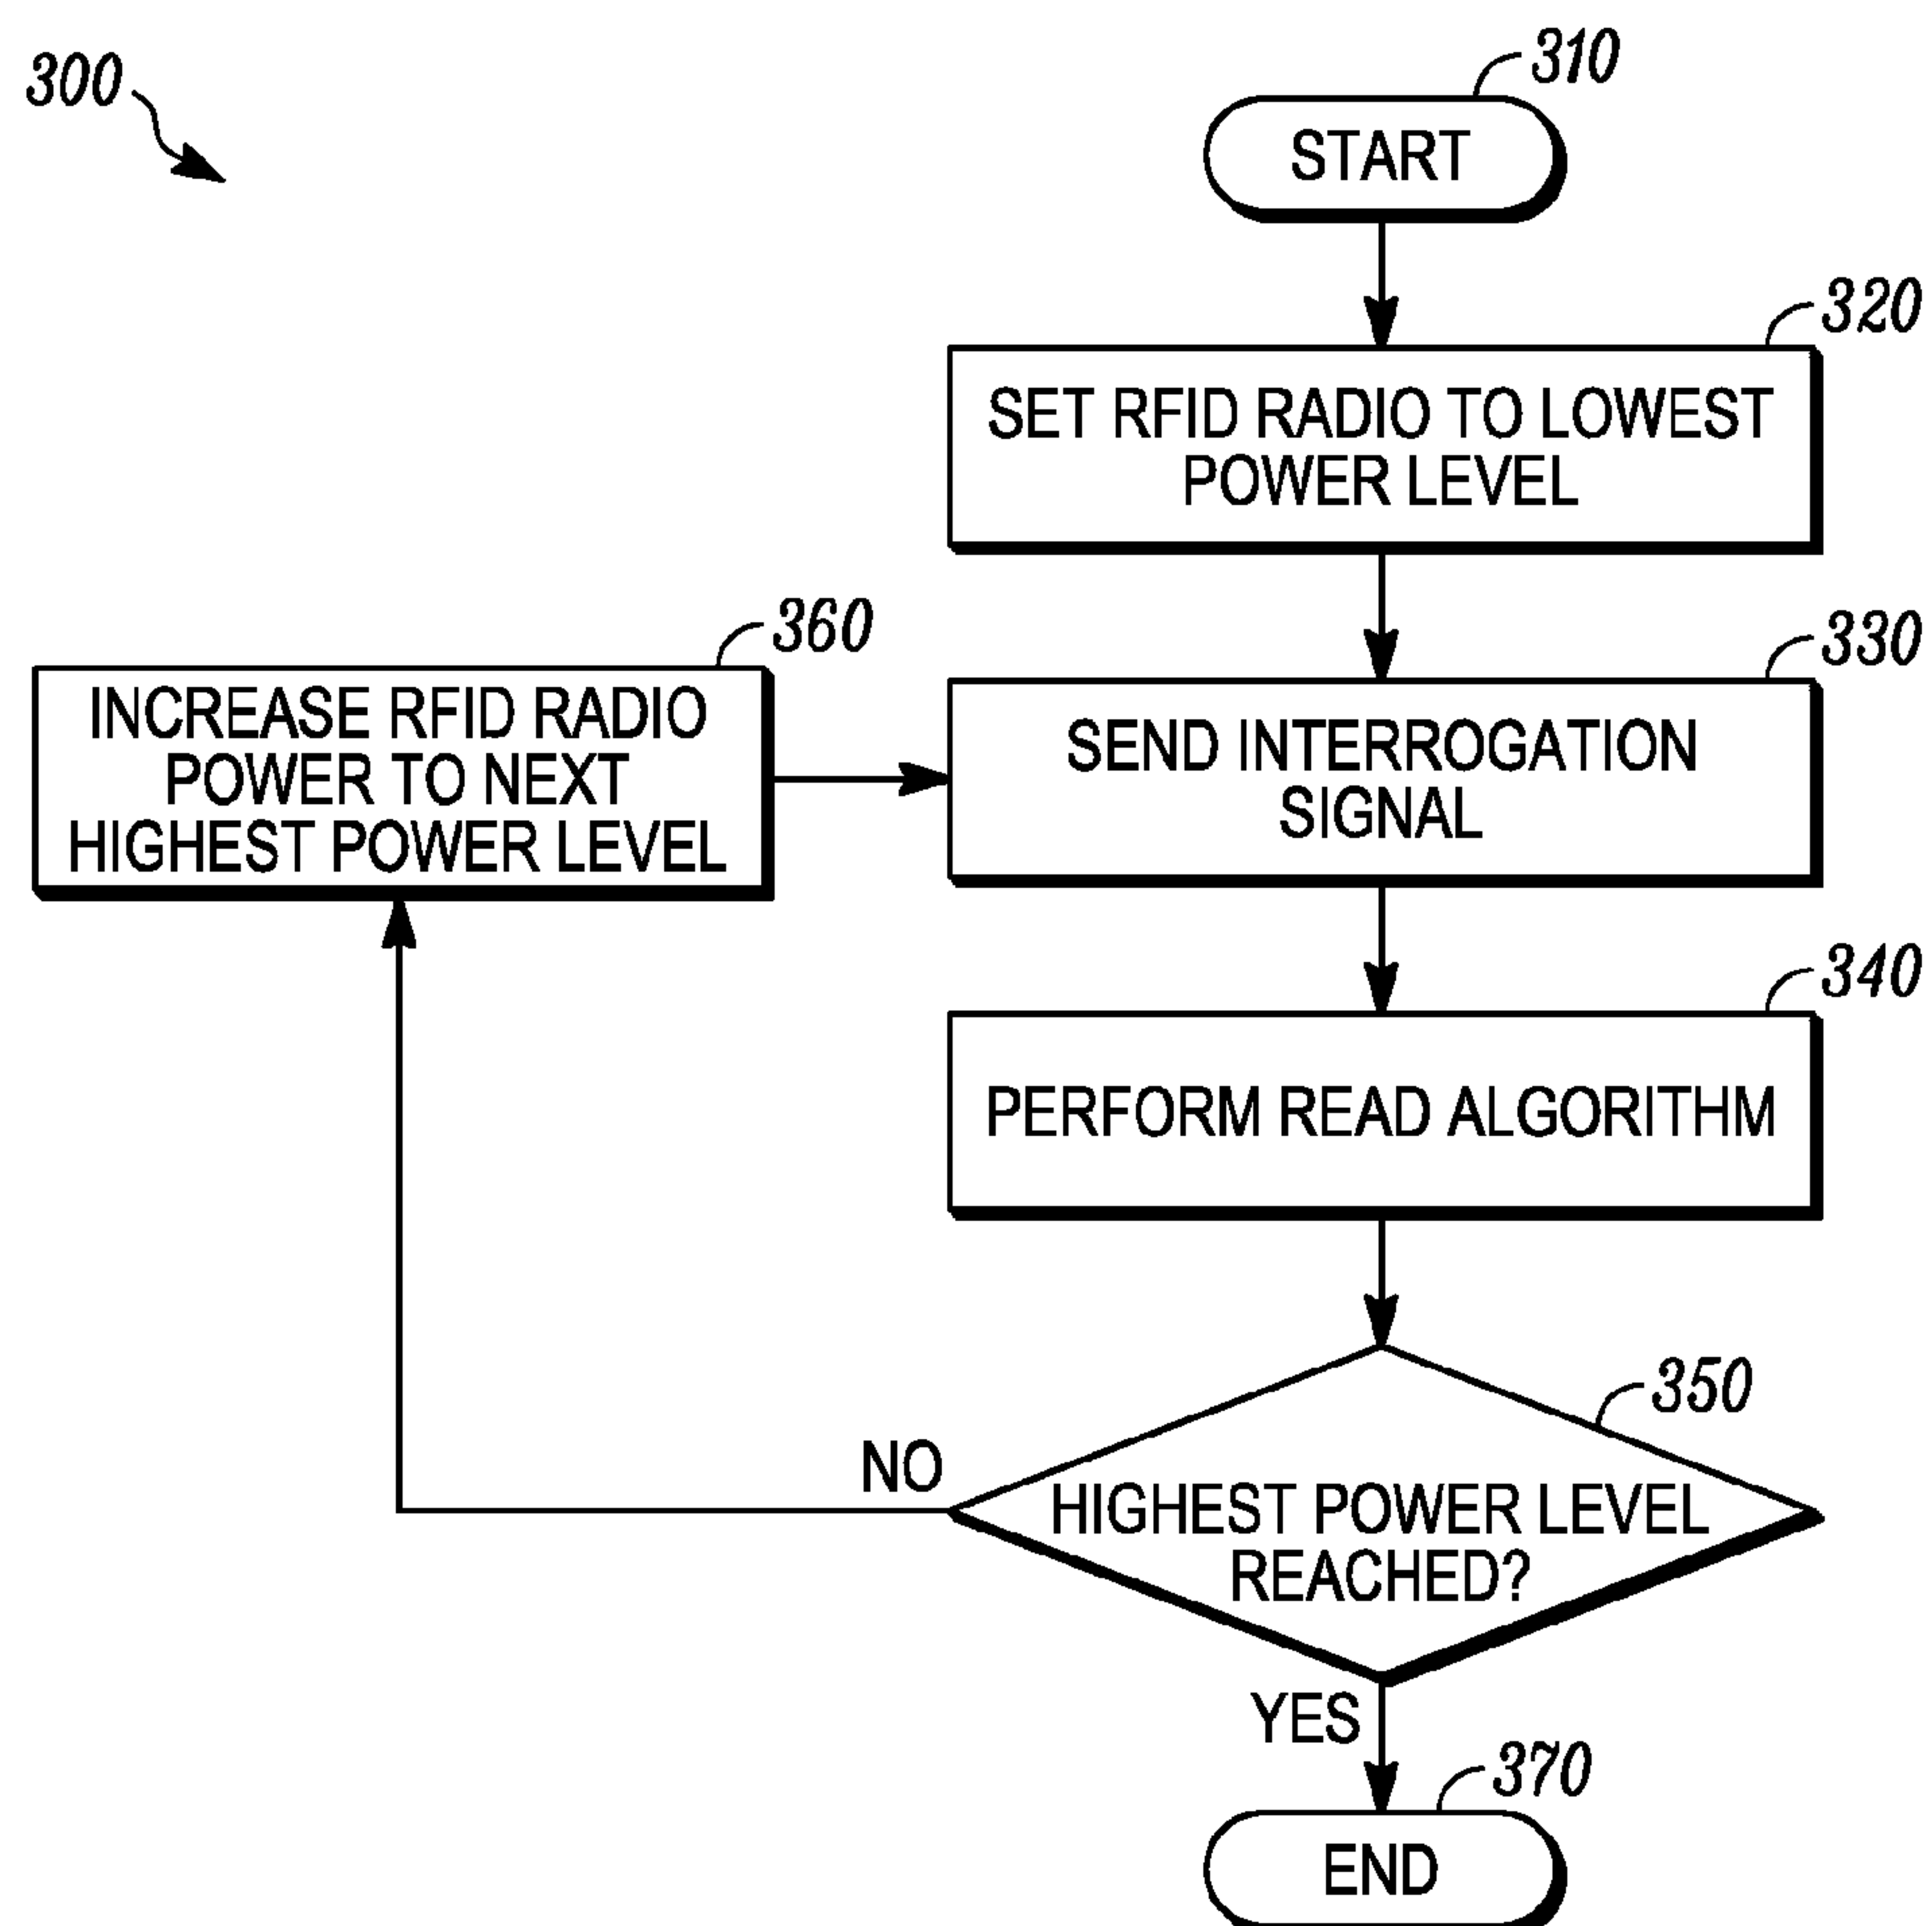 300
310
START
320
SET RFID RADIO TO LOWEST
POWER LEVEL
360
INCREASE RFID RADIO
POWER TO NEXT
HIGHEST POWER LEVEL
330
SEND INTERROGATION
SIGNAL
340
PERFORM READ ALGORITHM
350
HIGHEST POWER LEVEL
REACHED?
NO
YES
370
END